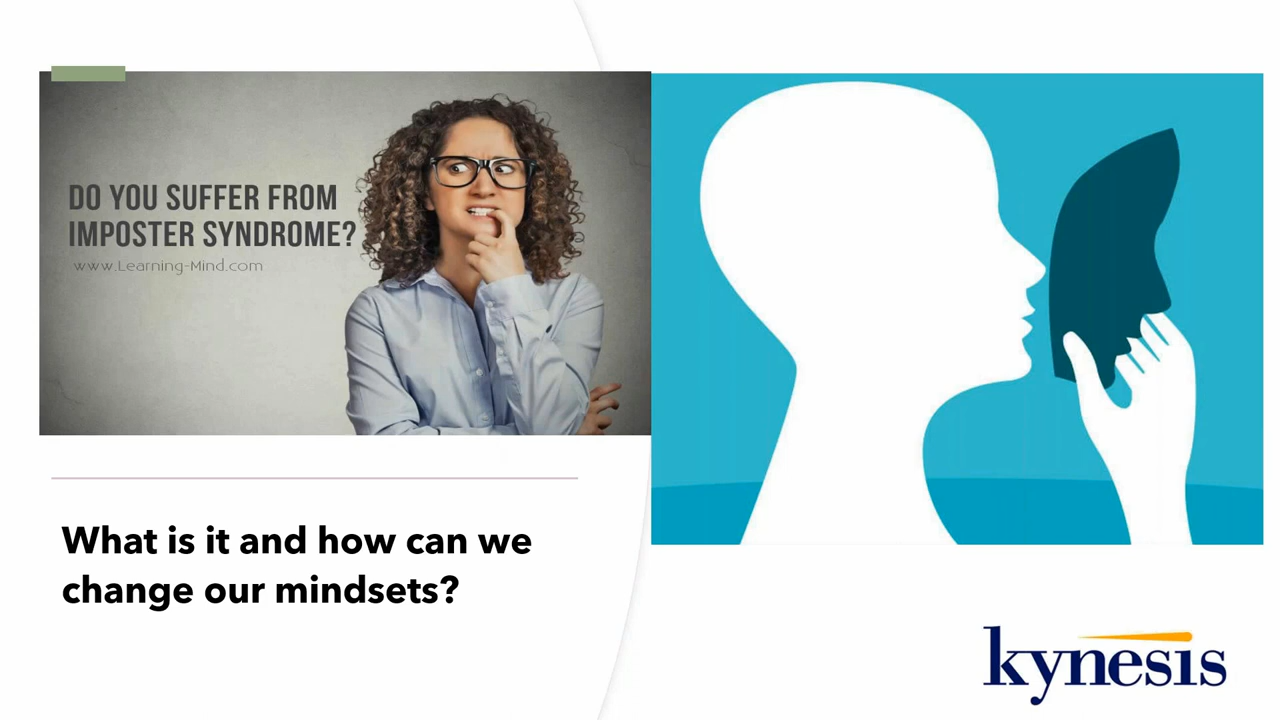 DO YOU SUFFER FROM
IMPOSTER SYNDROME?
www.Learning-Mind.com
What is it and how can we
change our mindsets?
kynesis